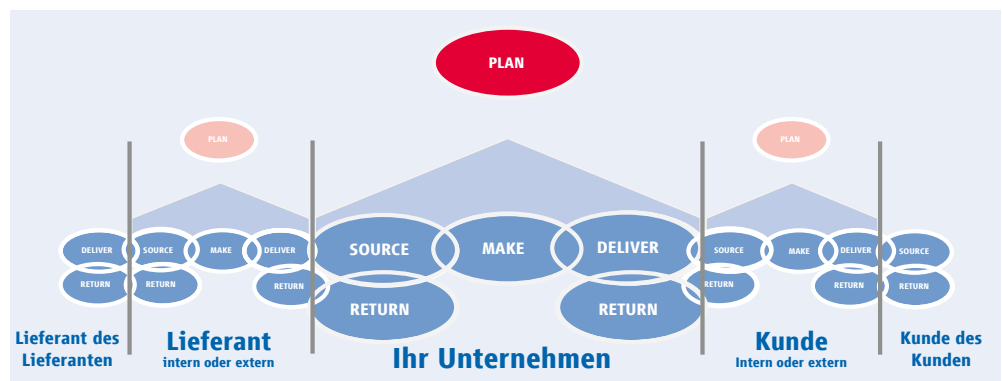 PLAN
PLAN
PLAN
DELIVER
SOURCE
MAKE
DELIVER
SOURCE
MAKE
DELIVER
SOURCE
MAKE
DELIVER
SOURCE
RETURN
RETURN
RETURN
RETURN
RETURN
RETURN
RETURN
RETURN
Lieferant des
Lieferanten
Lieferant
intern oder extern
Ihr Unternehmen
Kunde
Intern oder extern
Kunde des
Kunden